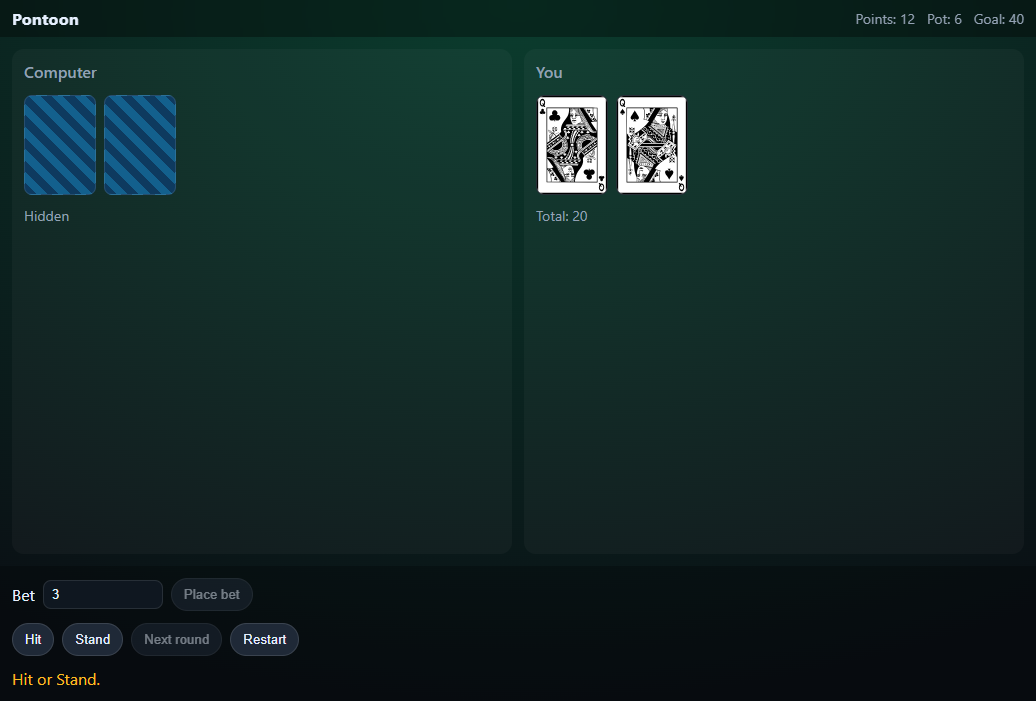 Pontoon
Points: 12 Pot: 6 Goal: 40
Computer
Hidden
You
Q Q
Q Q
Total: 20
Bet 3 Place bet
Hit Stand Next round Restart
Hit or Stand.